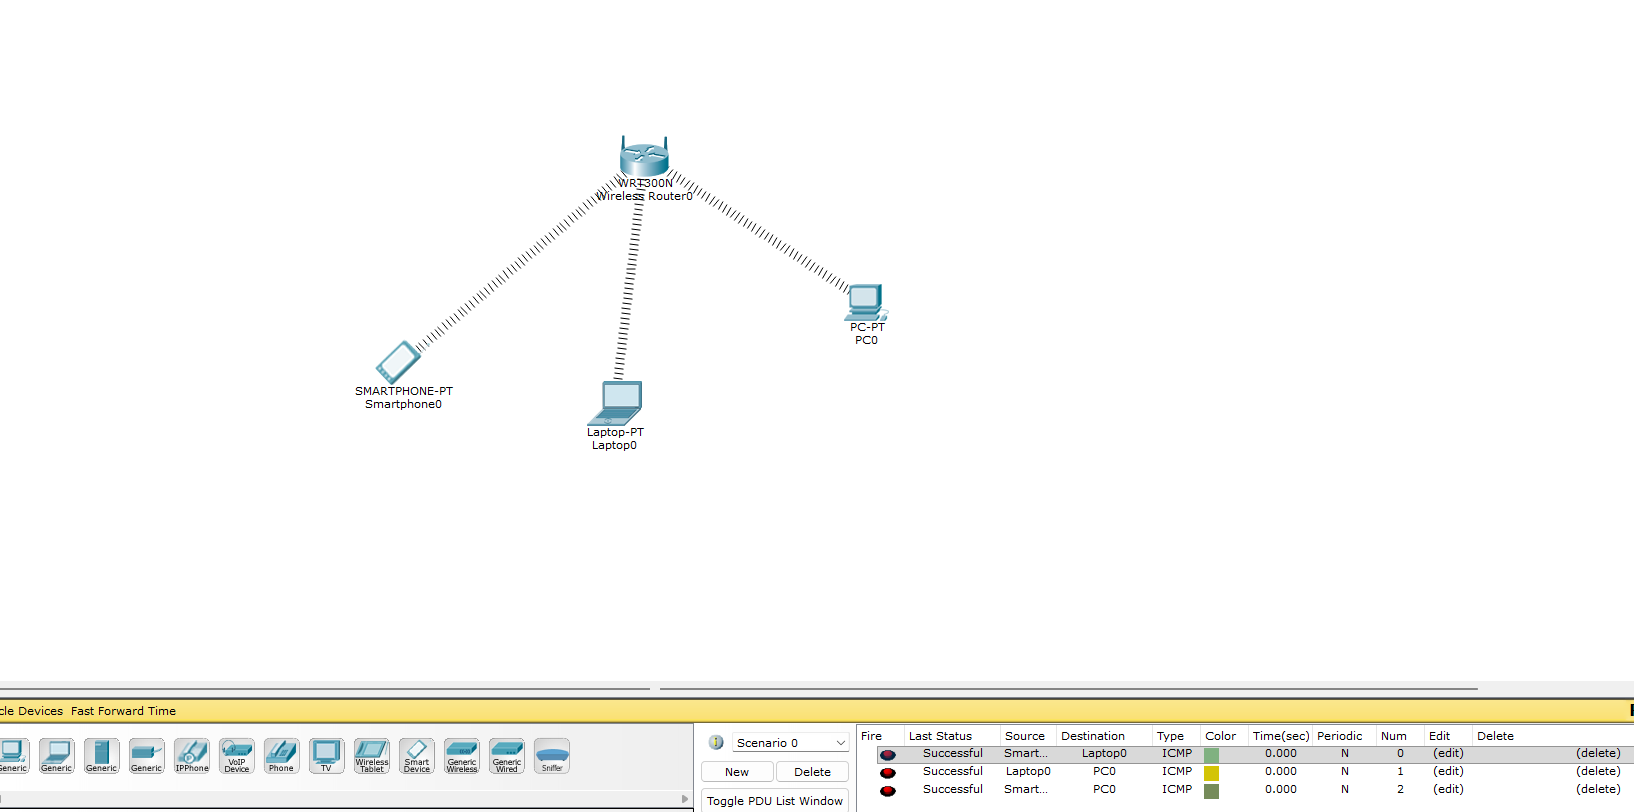 WRT300N
Wireless Router0
PC-PT
PC0
SMARTPHONE-PT
Smartphone0
Laptop-PT
Laptop0
cle Devices Fast Forward Time
Generic
Generic
Generic
Generic
IPPhone
VoIP Device
Phone
TV
Wireless Tablet
Smart Device
Generic Wireless
Generic Wired
Sniffer
Scenario 0
New
Delete
Toggle PDU List Window
Fire Last Status Source Destination Type Color Time(sec) Periodic Num Edit Delete
Successful Smart... Laptop0 ICMP 0.000 N 0 (edit) (delete)
Successful Laptop0 PC0 ICMP 0.000 N 1 (edit) (delete)
Successful Smart... PC0 ICMP 0.000 N 2 (edit) (delete)